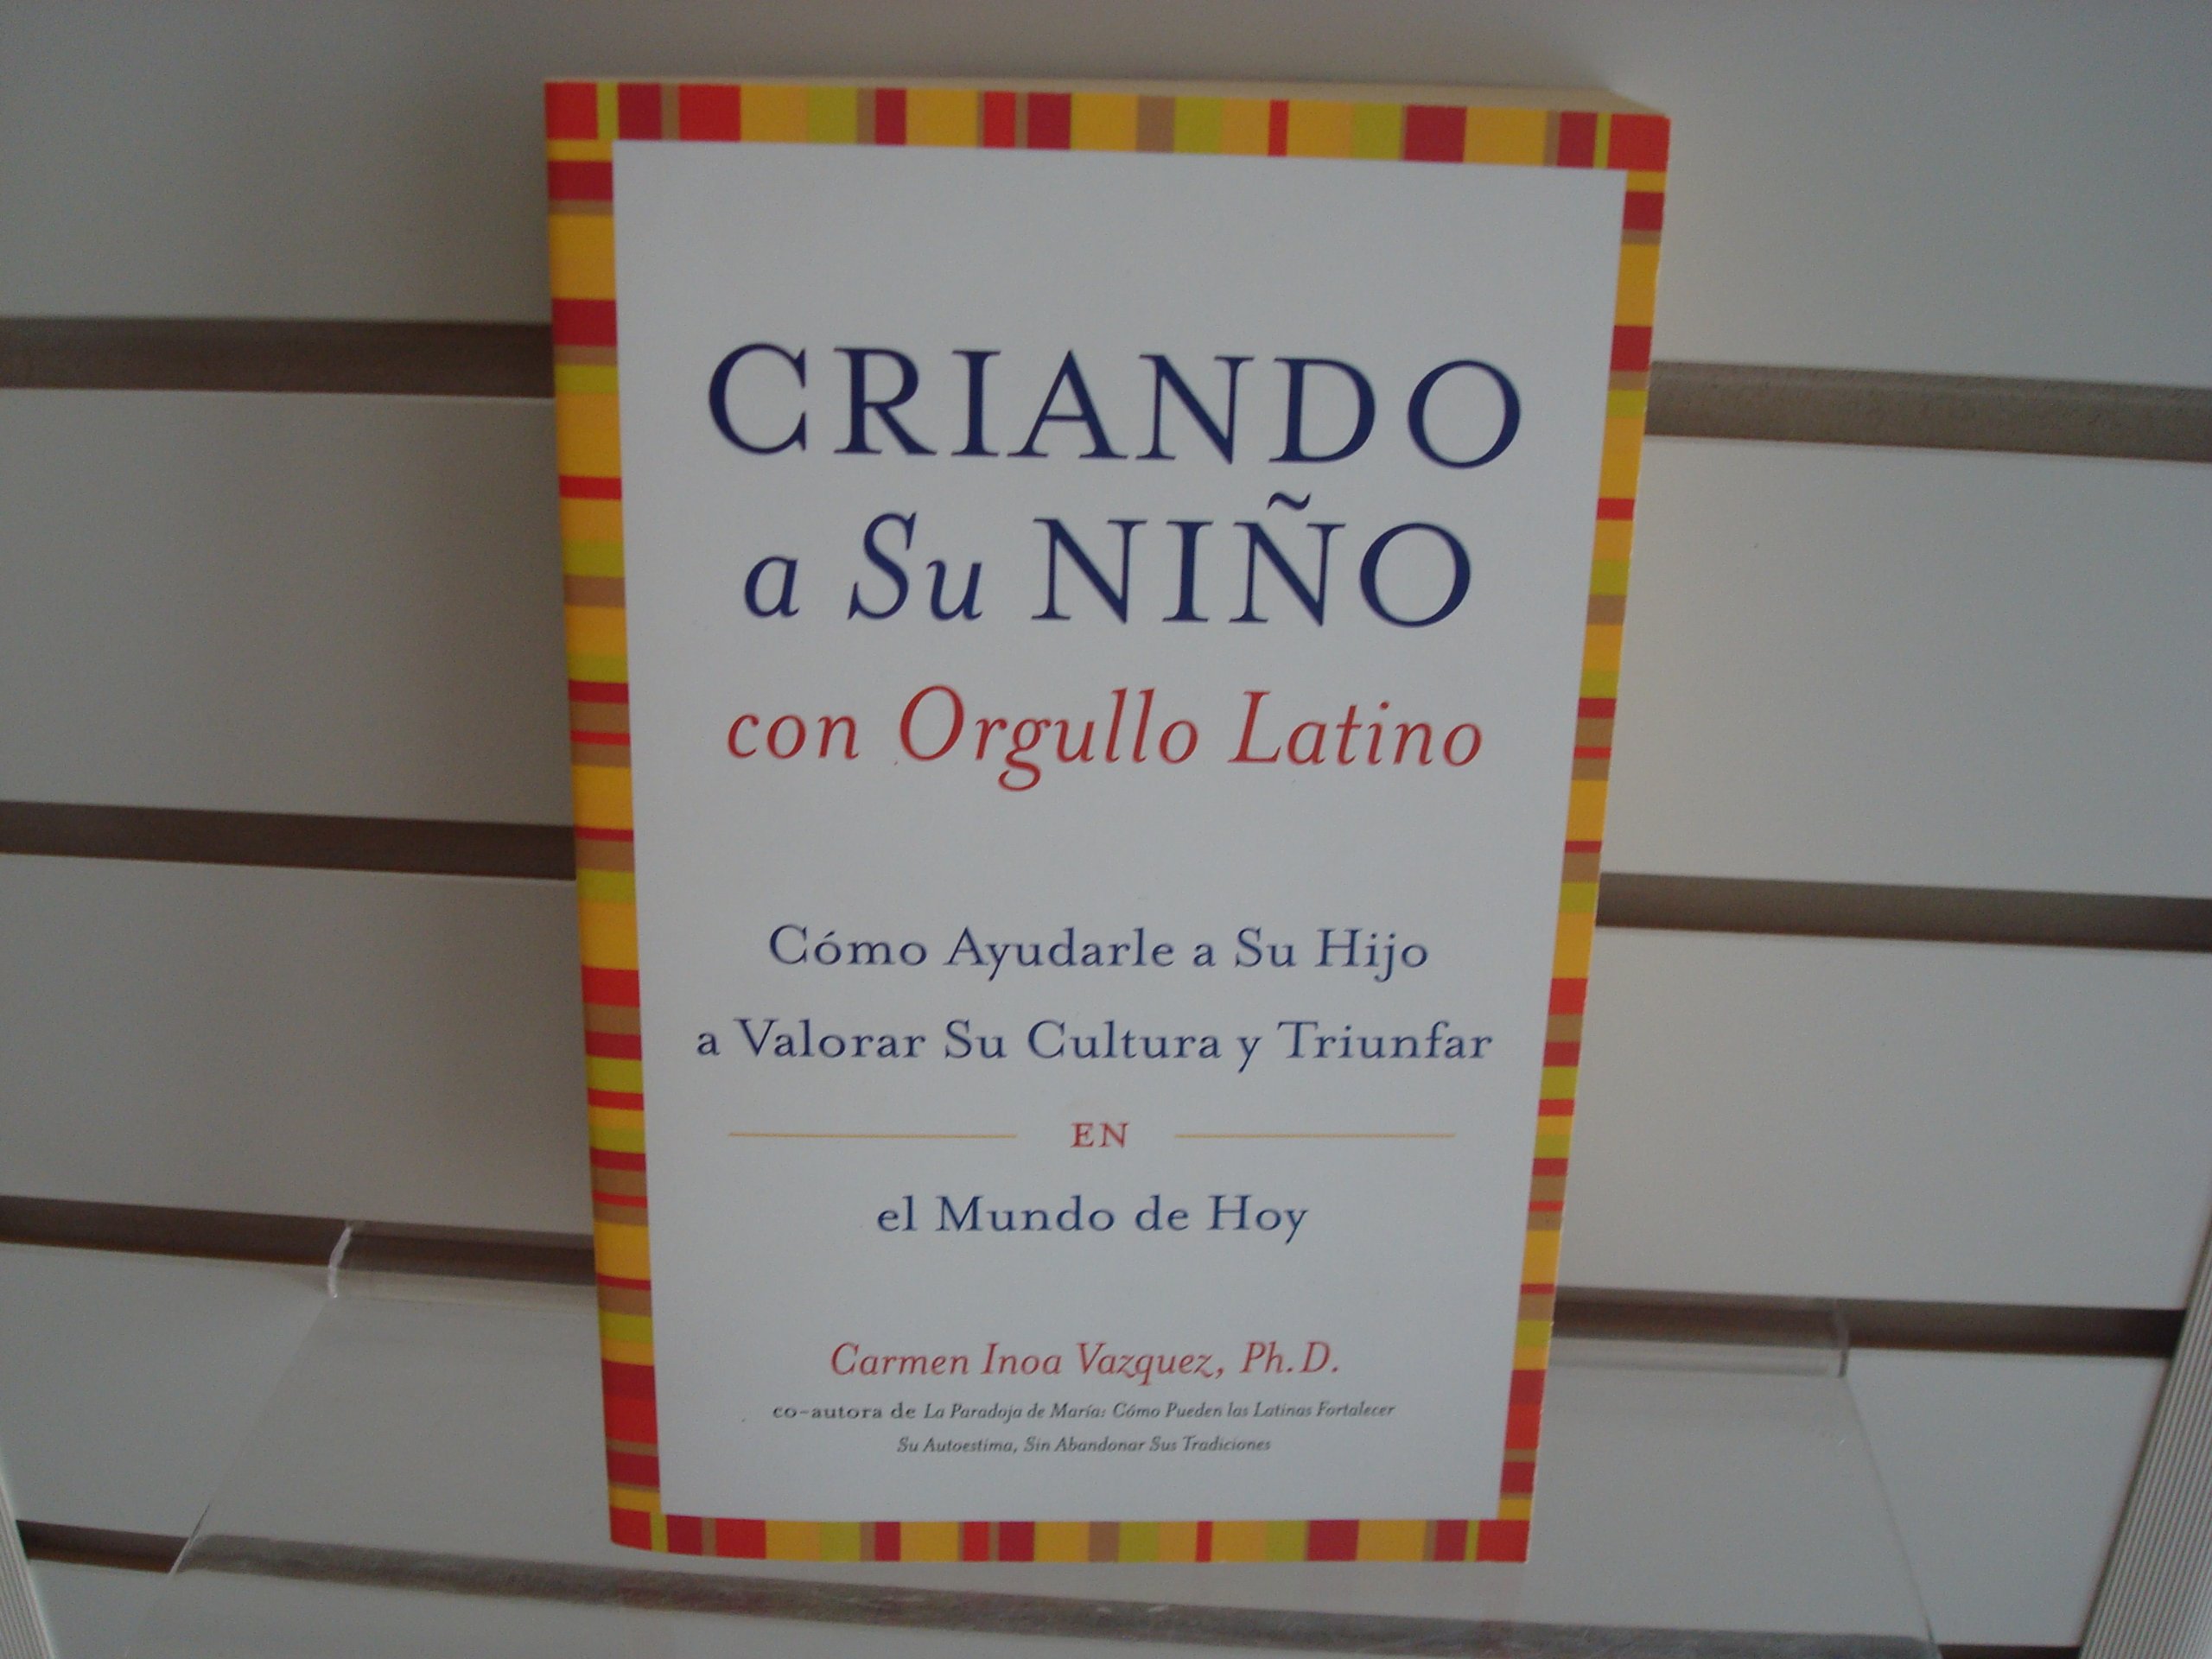 CRIANDO
a Su NIÑO
con Orgullo Latino
Cómo Ayudarle a Su Hijo
a Valorar Su Cultura y Triunfar
EN
el Mundo de Hoy
Carmen Inoa Vazquez, Ph.D.
co-autora de La Paradoja de María: Cómo Pueden las Latinas Fortalecer
Su Autoestima, Sin Abandonar Sus Tradiciones